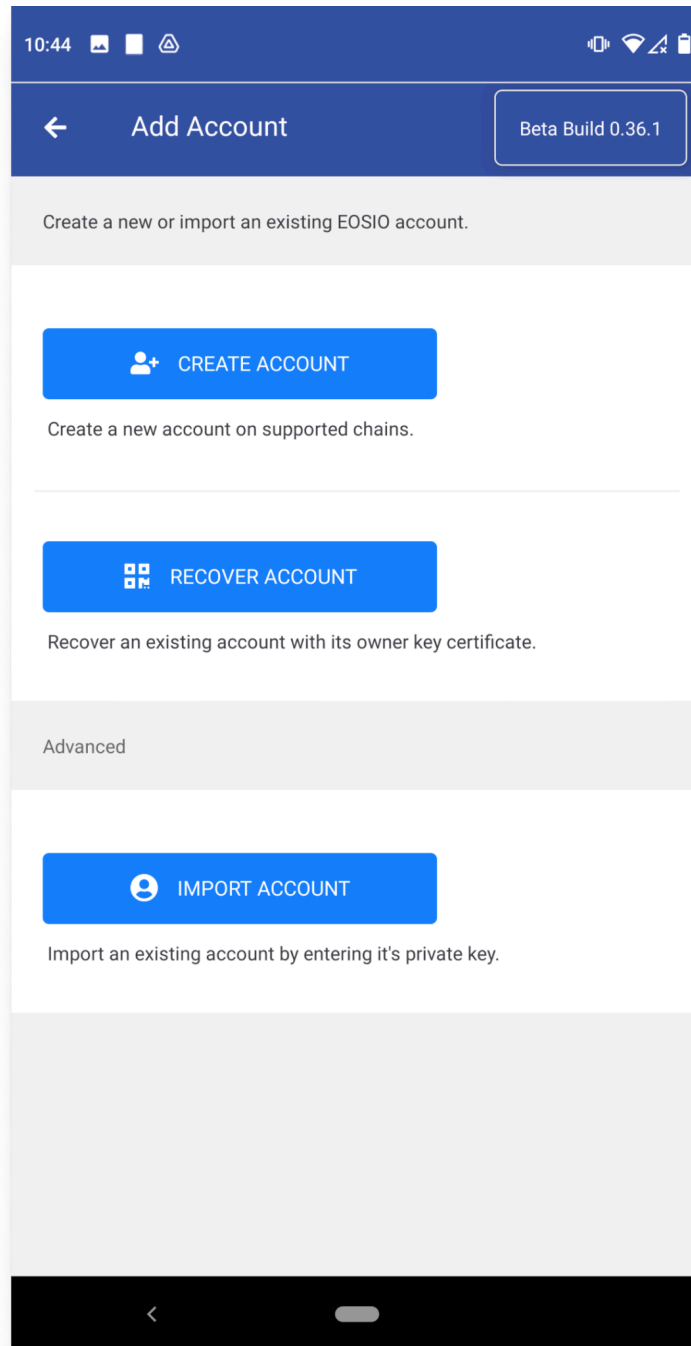 10:44
Add Account
Beta Build 0.36.1
Create a new or import an existing EOSIO account.
CREATE ACCOUNT
Create a new account on supported chains.
RECOVER ACCOUNT
Recover an existing account with its owner key certificate.
Advanced
IMPORT ACCOUNT
Import an existing account by entering it's private key.